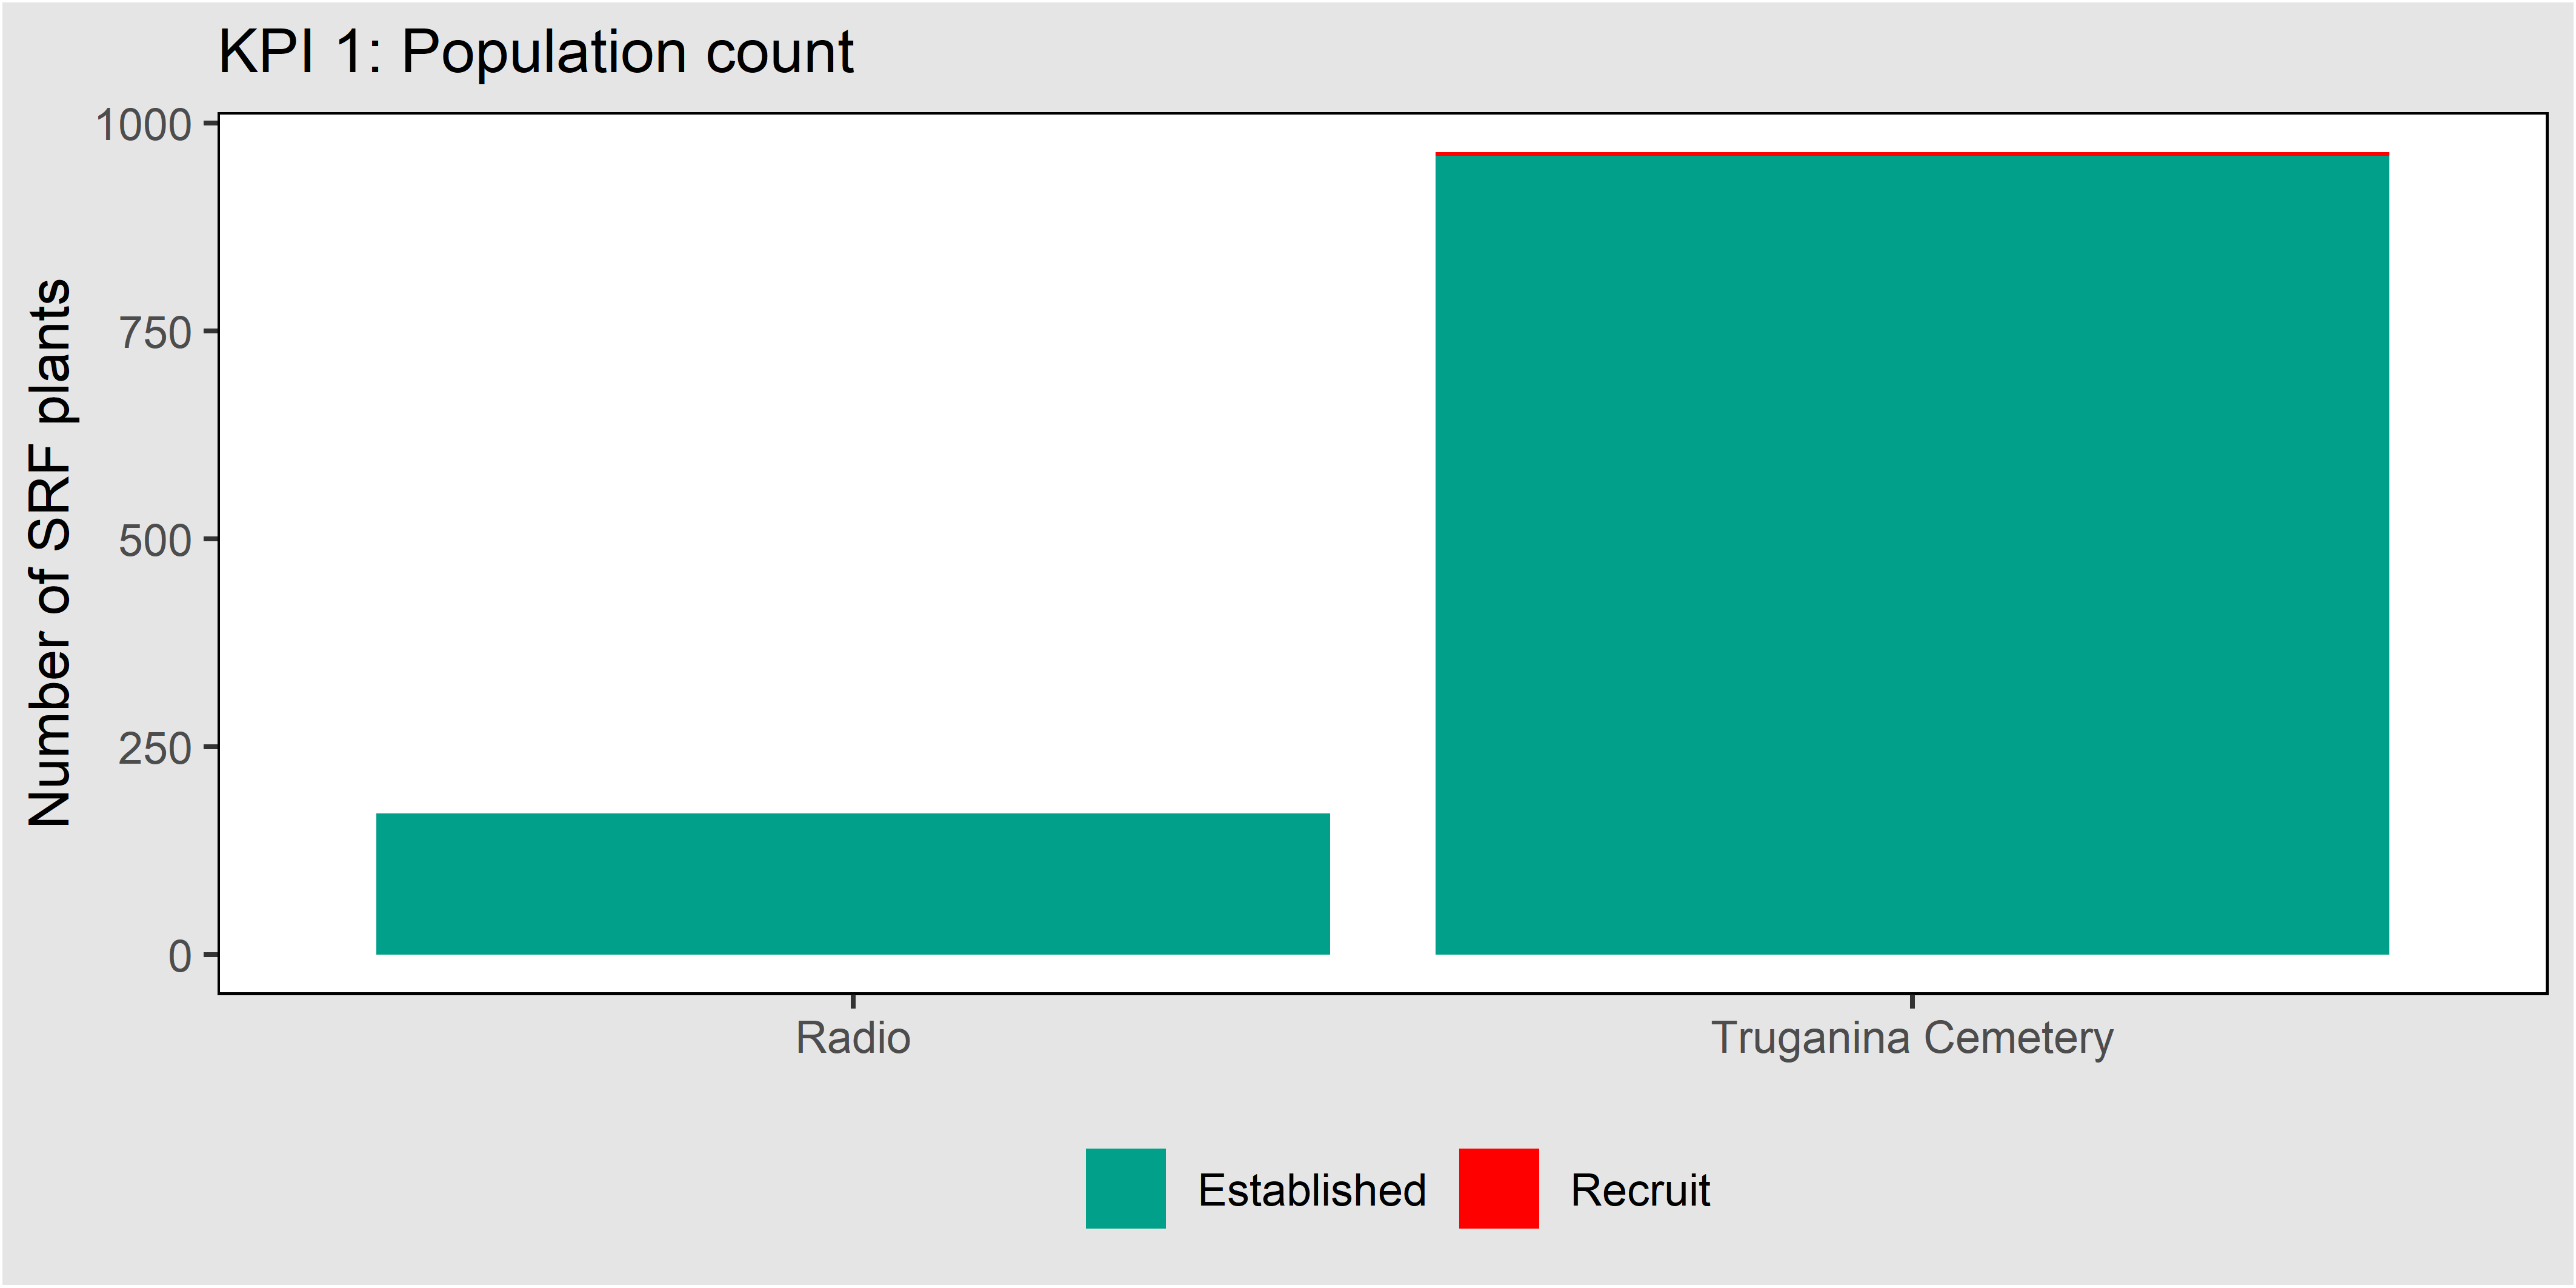 KPI 1: Population count
Number of SRF plants
1000
750
500
250
0
Radio
Truganina Cemetery
Established
Recruit